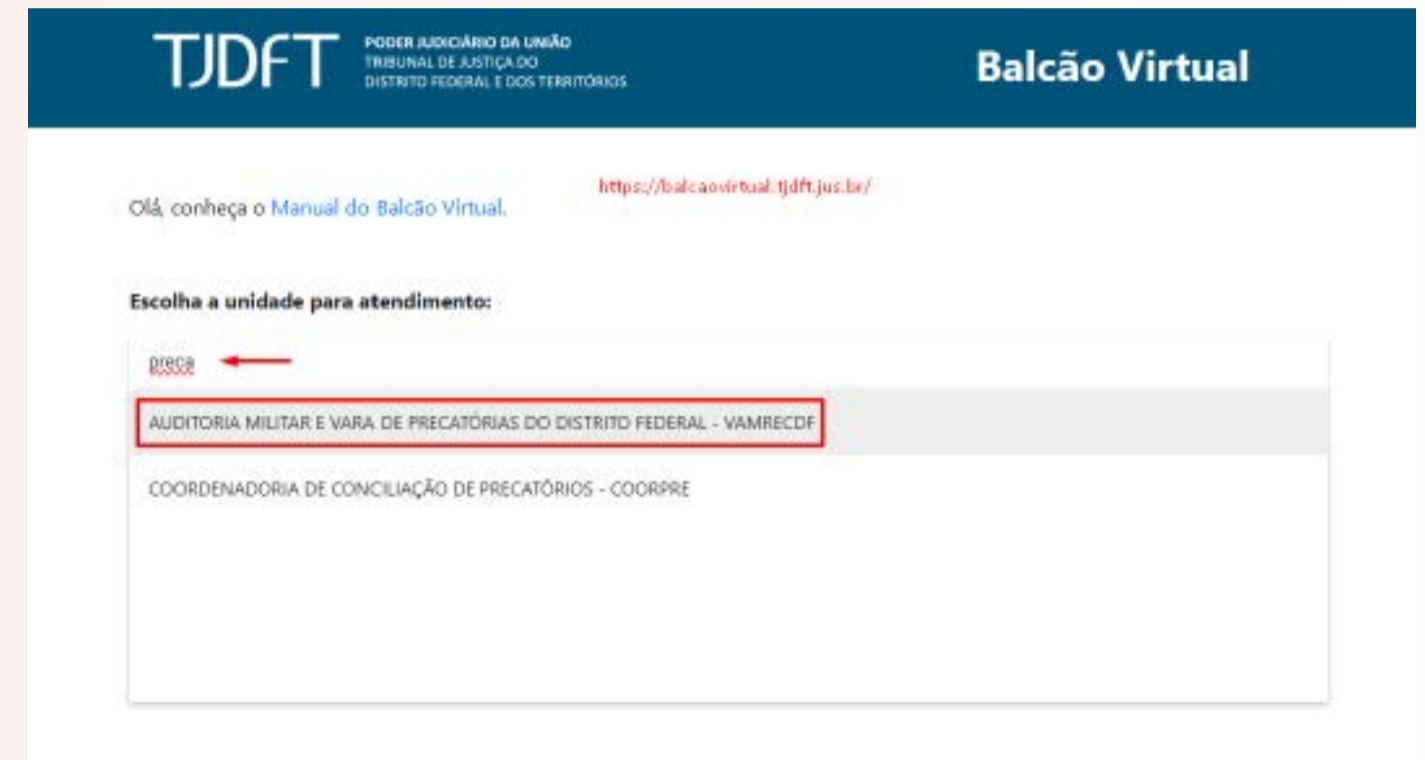 TJDFT
PODER JUDICIÁRIO DA UNIÃO
TRIBUNAL DE JUSTIÇA DO
DISTRITO FEDERAL E DOS TERRITÓRIOS
Balcão Virtual
https://balcaovirtual.tjdft.jus.br/
Olá, conheça o Manual do Balcão Virtual.
Escolha a unidade para atendimento:
preca
AUDITORIA MILITAR E VARA DE PRECATÓRIAS DO DISTRITO FEDERAL - VAMRECDF
COORDENADORIA DE CONCILIAÇÃO DE PRECATÓRIOS - COORPRE